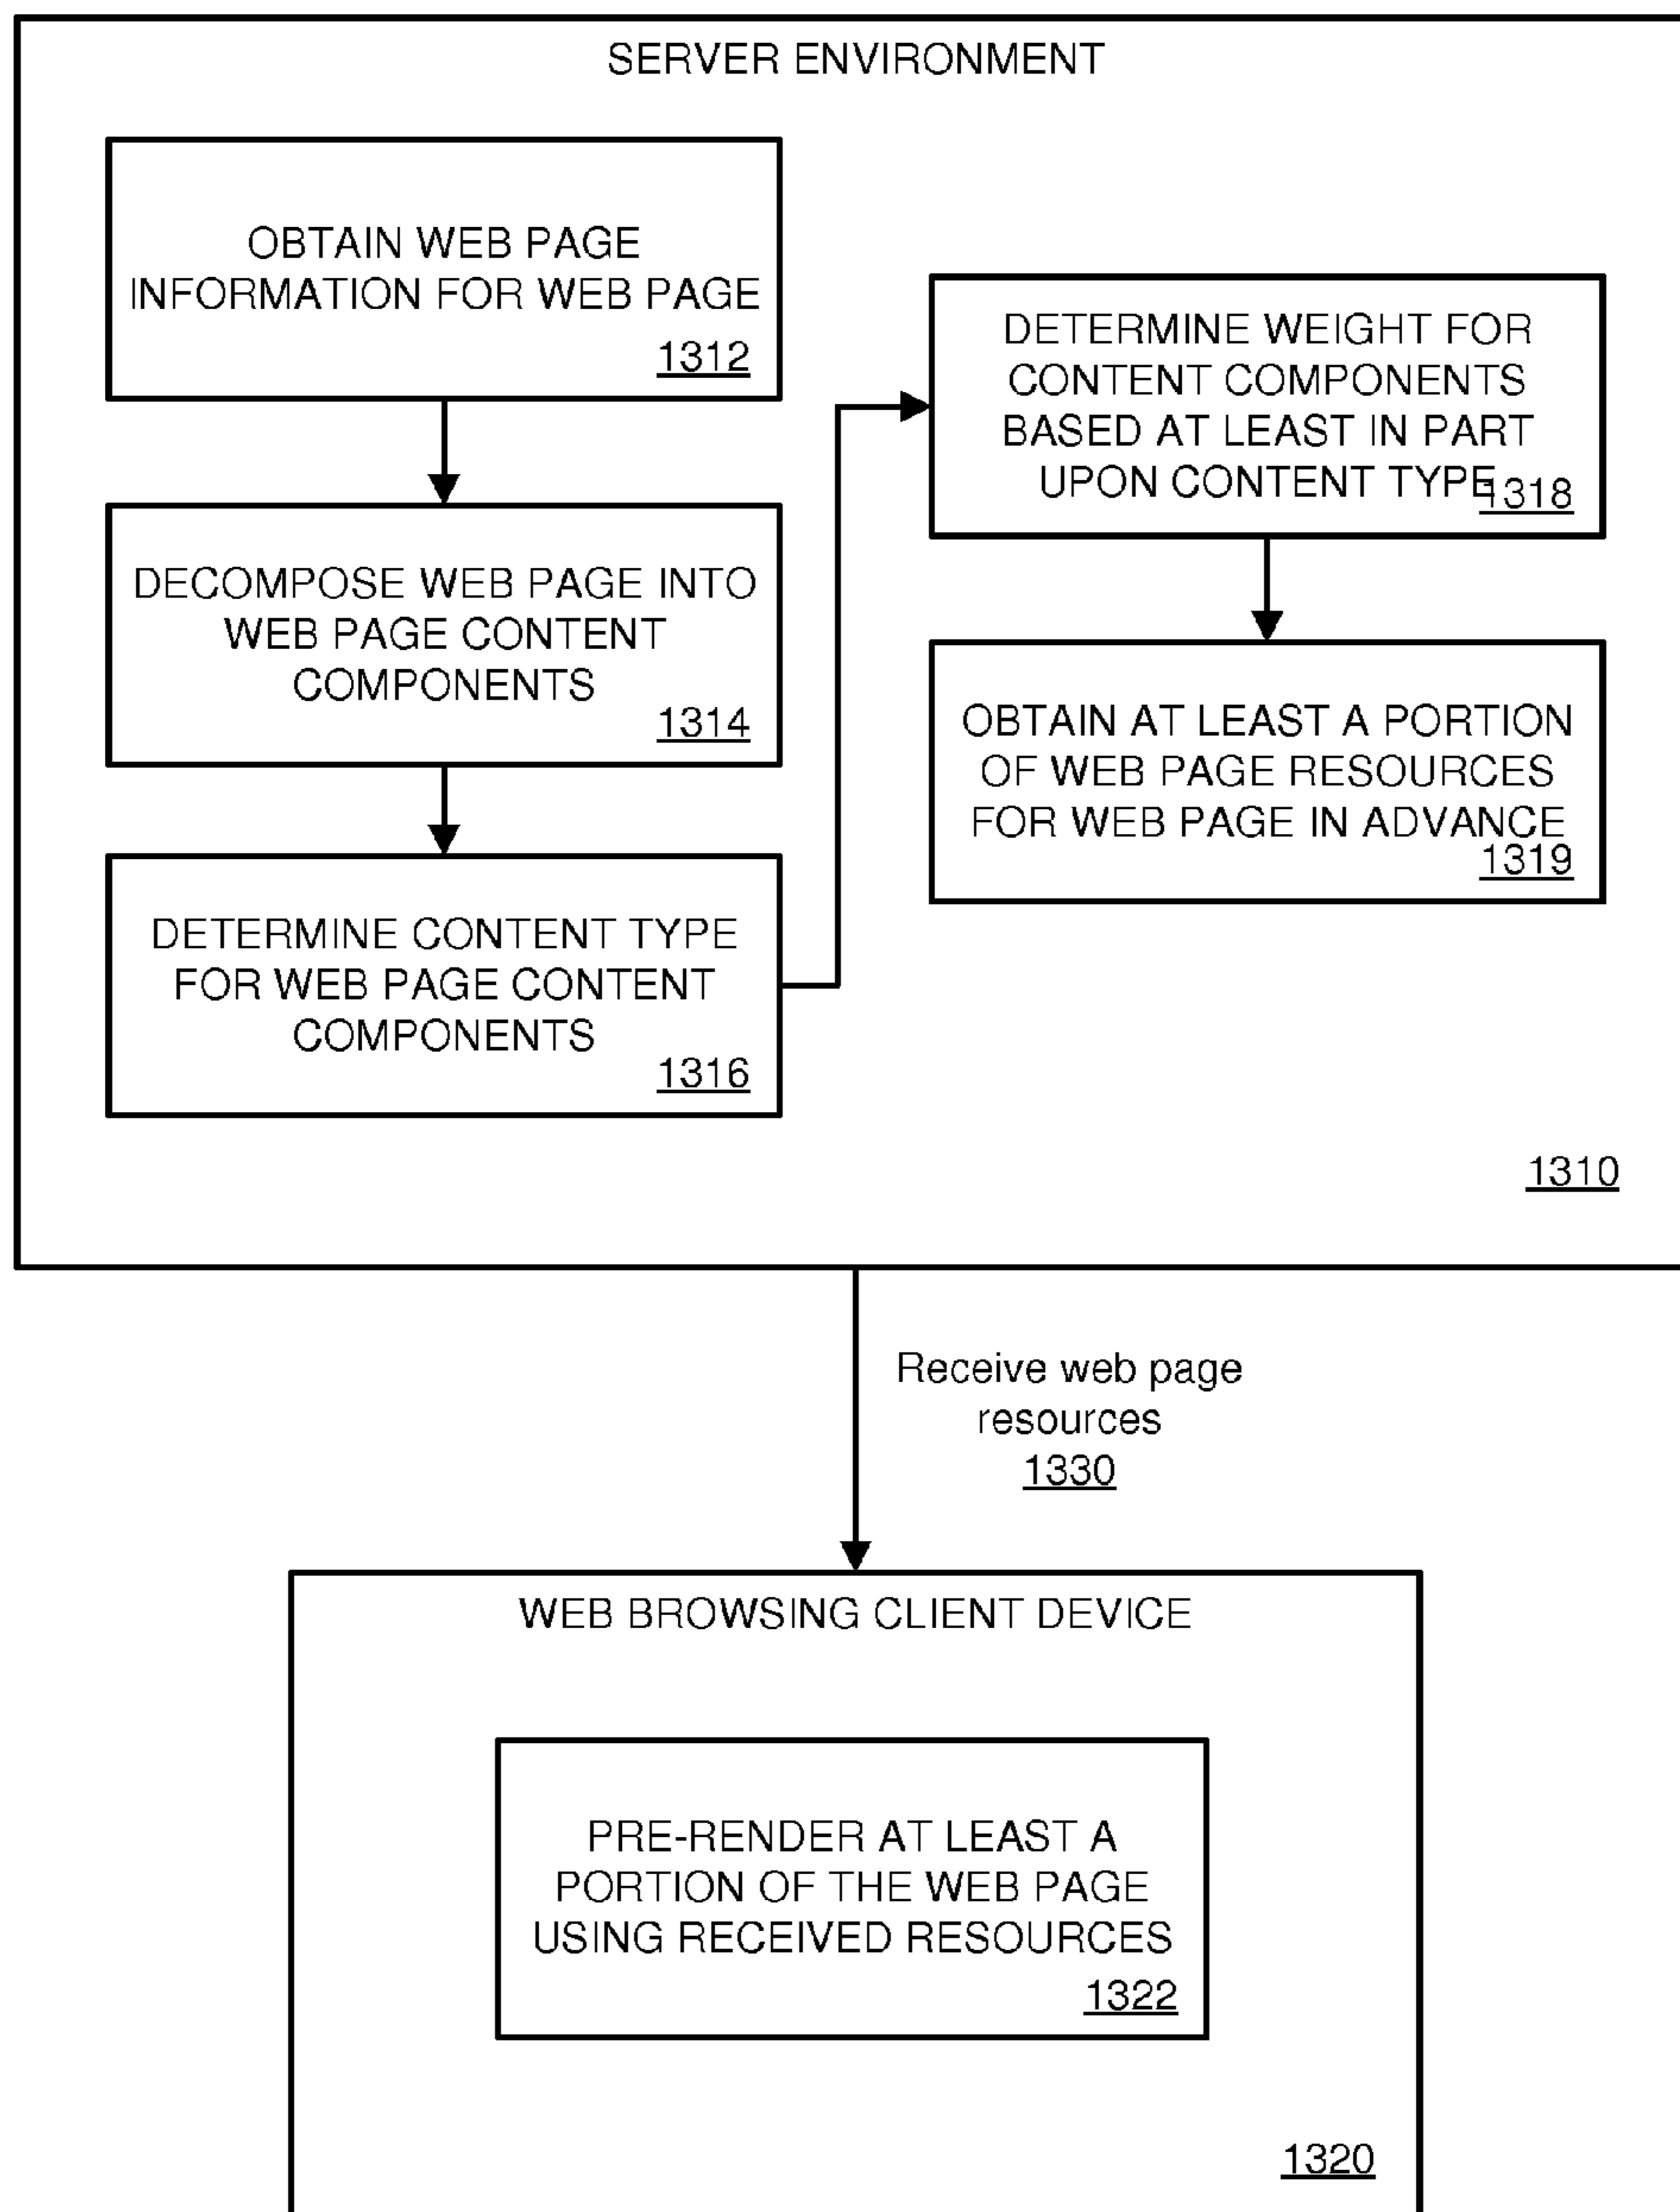 SERVER ENVIRONMENT
OBTAIN WEB PAGE
INFORMATION FOR WEB PAGE
1312
DECOMPOSE WEB PAGE INTO
WEB PAGE CONTENT
COMPONENTS
1314
DETERMINE CONTENT TYPE
FOR WEB PAGE CONTENT
COMPONENTS
1316
DETERMINE WEIGHT FOR
CONTENT COMPONENTS
BASED AT LEAST IN PART
UPON CONTENT TYPE
1318
OBTAIN AT LEAST A PORTION
OF WEB PAGE RESOURCES
FOR WEB PAGE IN ADVANCE
1319
1310
Receive web page
resources
1330
WEB BROWSING CLIENT DEVICE
PRE-RENDER AT LEAST A
PORTION OF THE WEB PAGE
USING RECEIVED RESOURCES
1322
1320